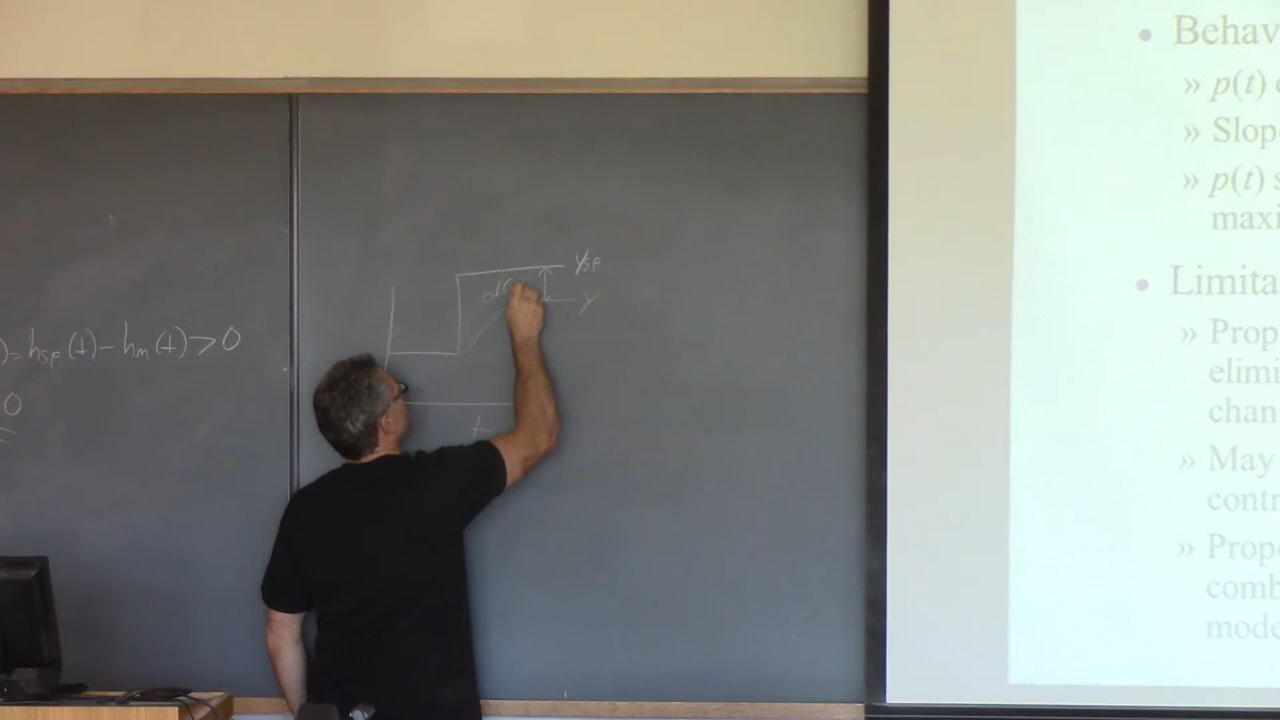 ) = hsp(t) - hm(t) > 0
0
Ysp
Y
t
• Behav
» p(t)
» Slop
» p(t) s
maxi
• Limita
» Prop
elimi
chan
» May
contr
» Prop
comb
mode